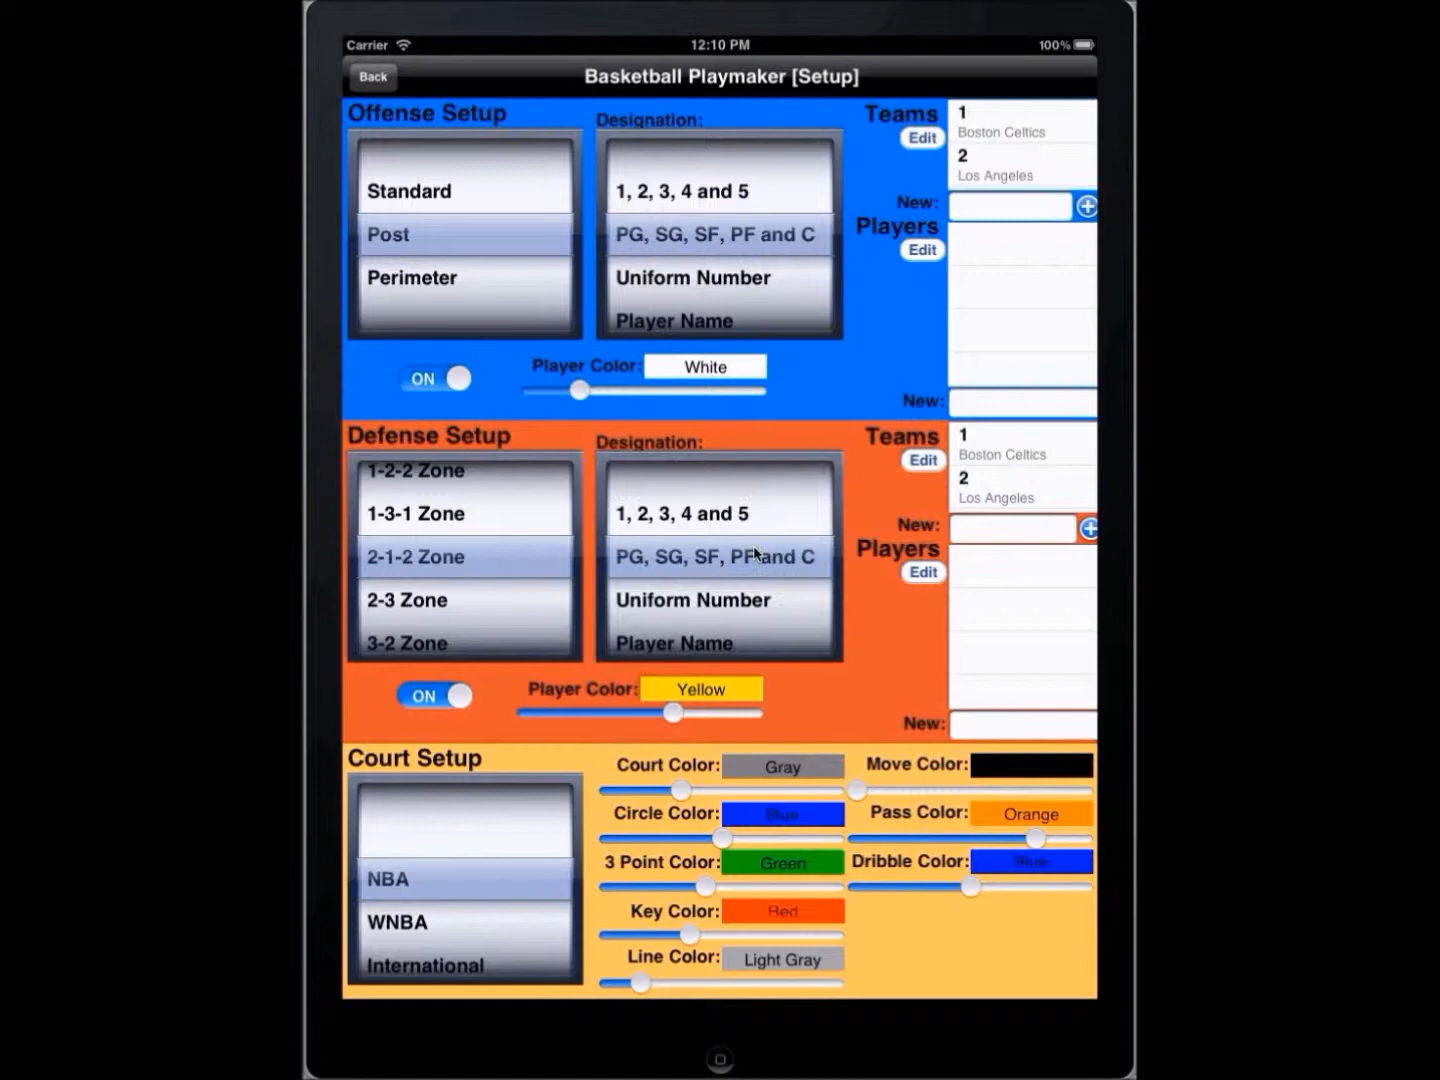 Carrier
12:10 PM
100%
Back
Basketball Playmaker [Setup]
Offense Setup
Designation:
Teams
Edit
1
Boston Celtics
2
Los Angeles
Standard
Post
Perimeter
1, 2, 3, 4 and 5
PG, SG, SF, PF and C
Uniform Number
Player Name
New:
Players
Edit
ON
Player Color:
White
New:
Defense Setup
Designation:
Teams
Edit
1
Boston Celtics
2
Los Angeles
1-2-2 Zone
1-3-1 Zone
2-1-2 Zone
2-3 Zone
3-2 Zone
1, 2, 3, 4 and 5
PG, SG, SF, PF and C
Uniform Number
Player Name
New:
Players
Edit
ON
Player Color:
Yellow
New:
Court Setup
NBA
WNBA
International
Court Color:
Gray
Move Color:
Circle Color:
Blue
Pass Color:
Orange
3 Point Color:
Green
Dribble Color:
Blue
Key Color:
Red
Line Color:
Light Gray